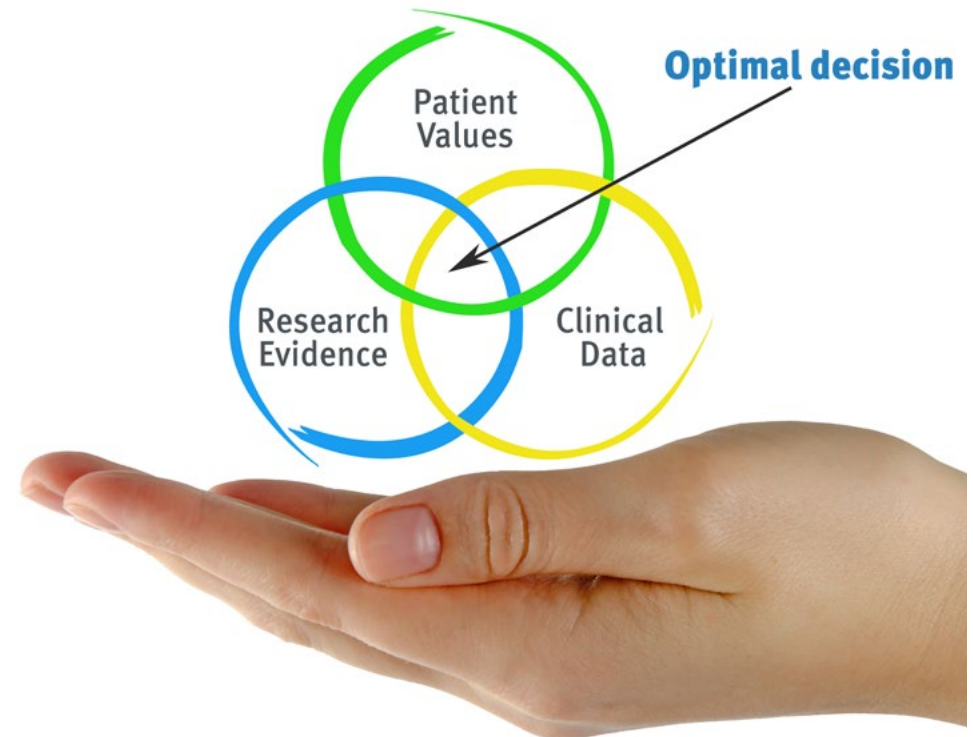 Optimal decision
Patient
Values
Research
Evidence
Clinical
Data